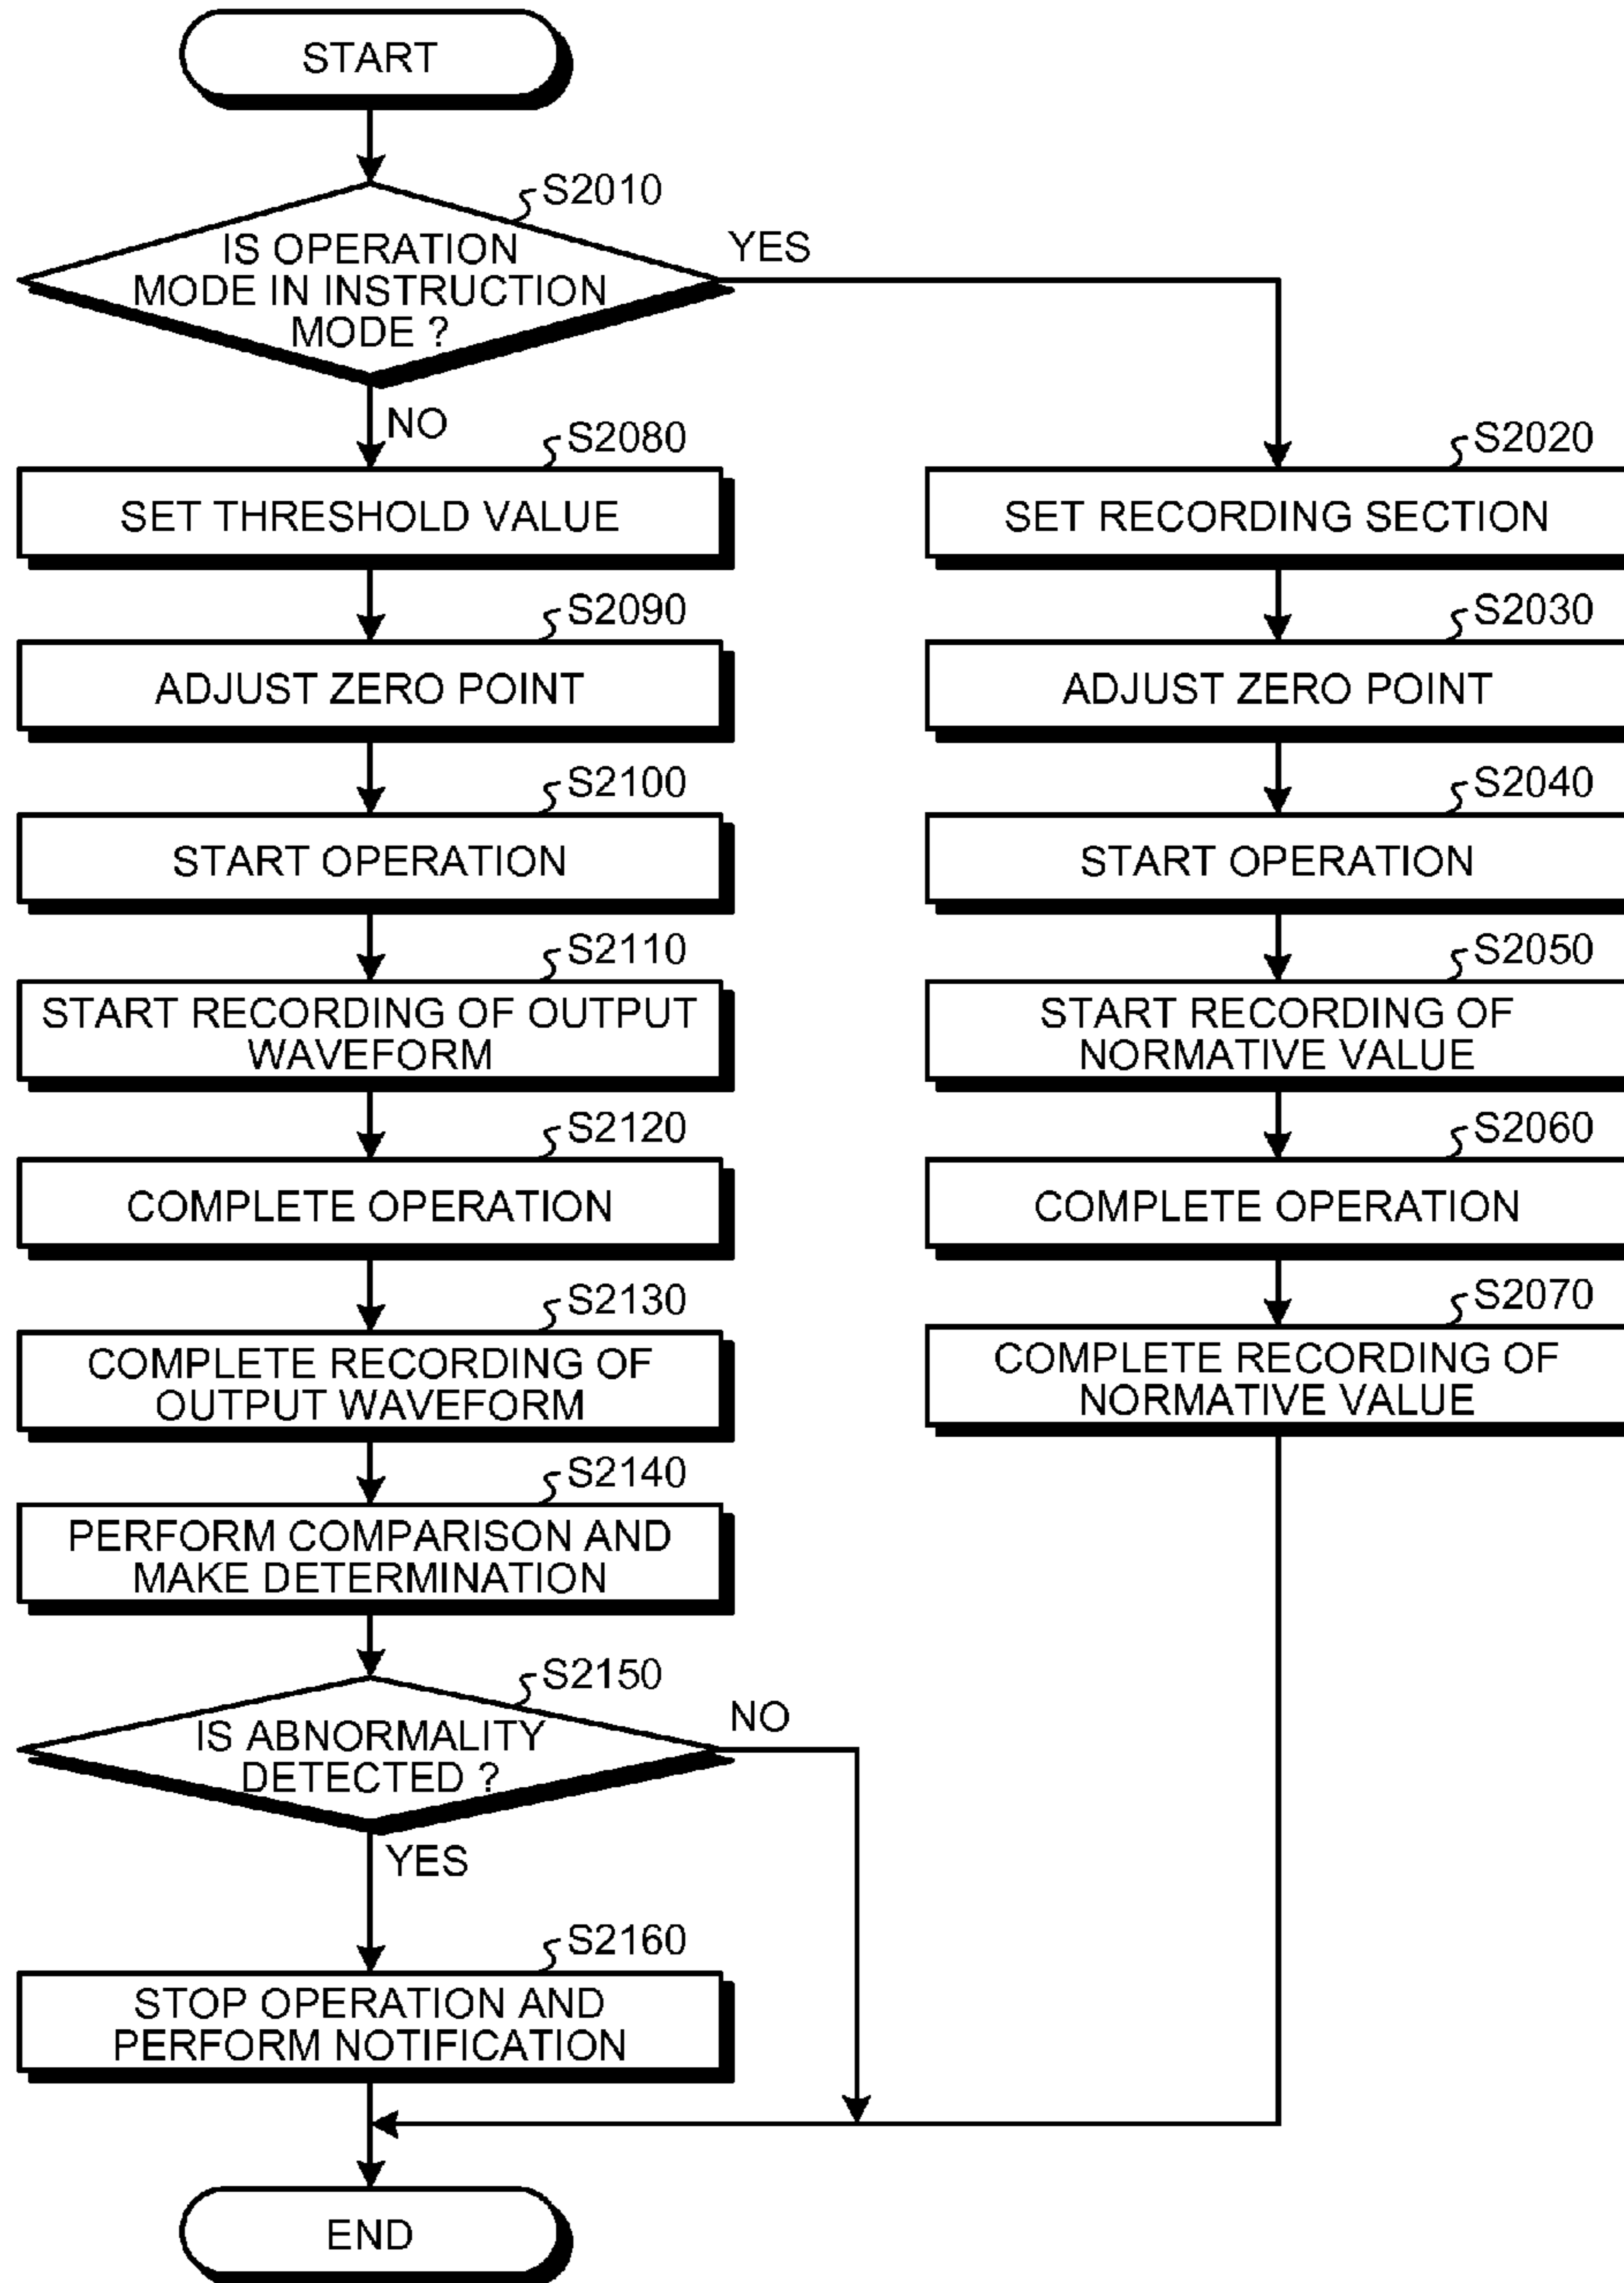 START
S2010
IS OPERATION
MODE IN INSTRUCTION
MODE ?
YES
NO
S2080
SET THRESHOLD VALUE
S2090
ADJUST ZERO POINT
S2100
START OPERATION
S2110
START RECORDING OF OUTPUT
WAVEFORM
S2120
COMPLETE OPERATION
S2130
COMPLETE RECORDING OF
OUTPUT WAVEFORM
S2140
PERFORM COMPARISON AND
MAKE DETERMINATION
S2150
IS ABNORMALITY
DETECTED ?
NO
YES
S2160
STOP OPERATION AND
PERFORM NOTIFICATION
S2020
SET RECORDING SECTION
S2030
ADJUST ZERO POINT
S2040
START OPERATION
S2050
START RECORDING OF
NORMATIVE VALUE
S2060
COMPLETE OPERATION
S2070
COMPLETE RECORDING OF
NORMATIVE VALUE
END